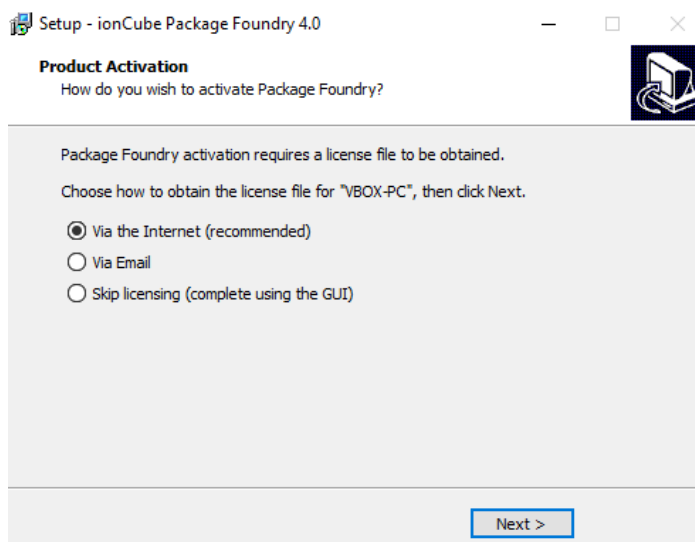 Setup - ionCube Package Foundry 4.0
Product Activation
How do you wish to activate Package Foundry?
Package Foundry activation requires a license file to be obtained.
Choose how to obtain the license file for "VBOX-PC", then click Next.
Via the Internet (recommended)
Via Email
Skip licensing (complete using the GUI)
Next >